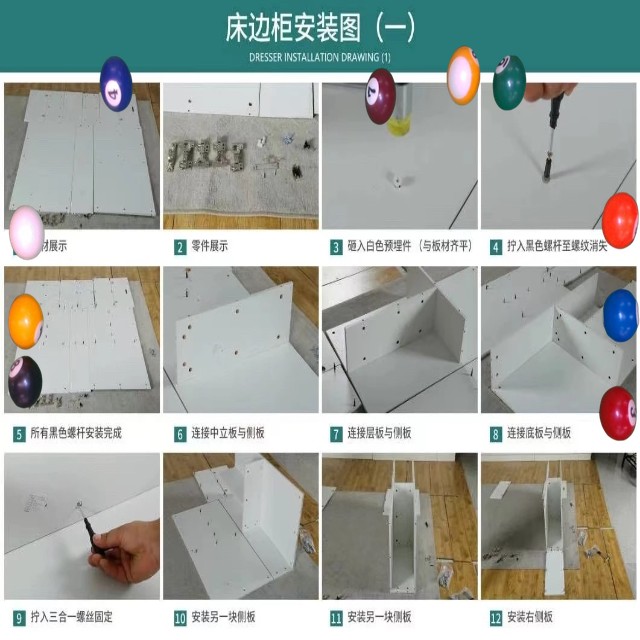 床边柜安装图（一）
DRESSER INSTALLATION DRAWING (1)
材展示
2 零件展示
3 砸入白色预埋件（与板材齐平）
4 拧入黑色螺杆至螺纹消失
5 所有黑色螺杆安装完成
6 连接中立板与侧板
7 连接层板与侧板
8 连接底板与侧板
9 拧入三合一螺丝固定
10 安装另一块侧板
11 安装另一块侧板
12 安装右侧板